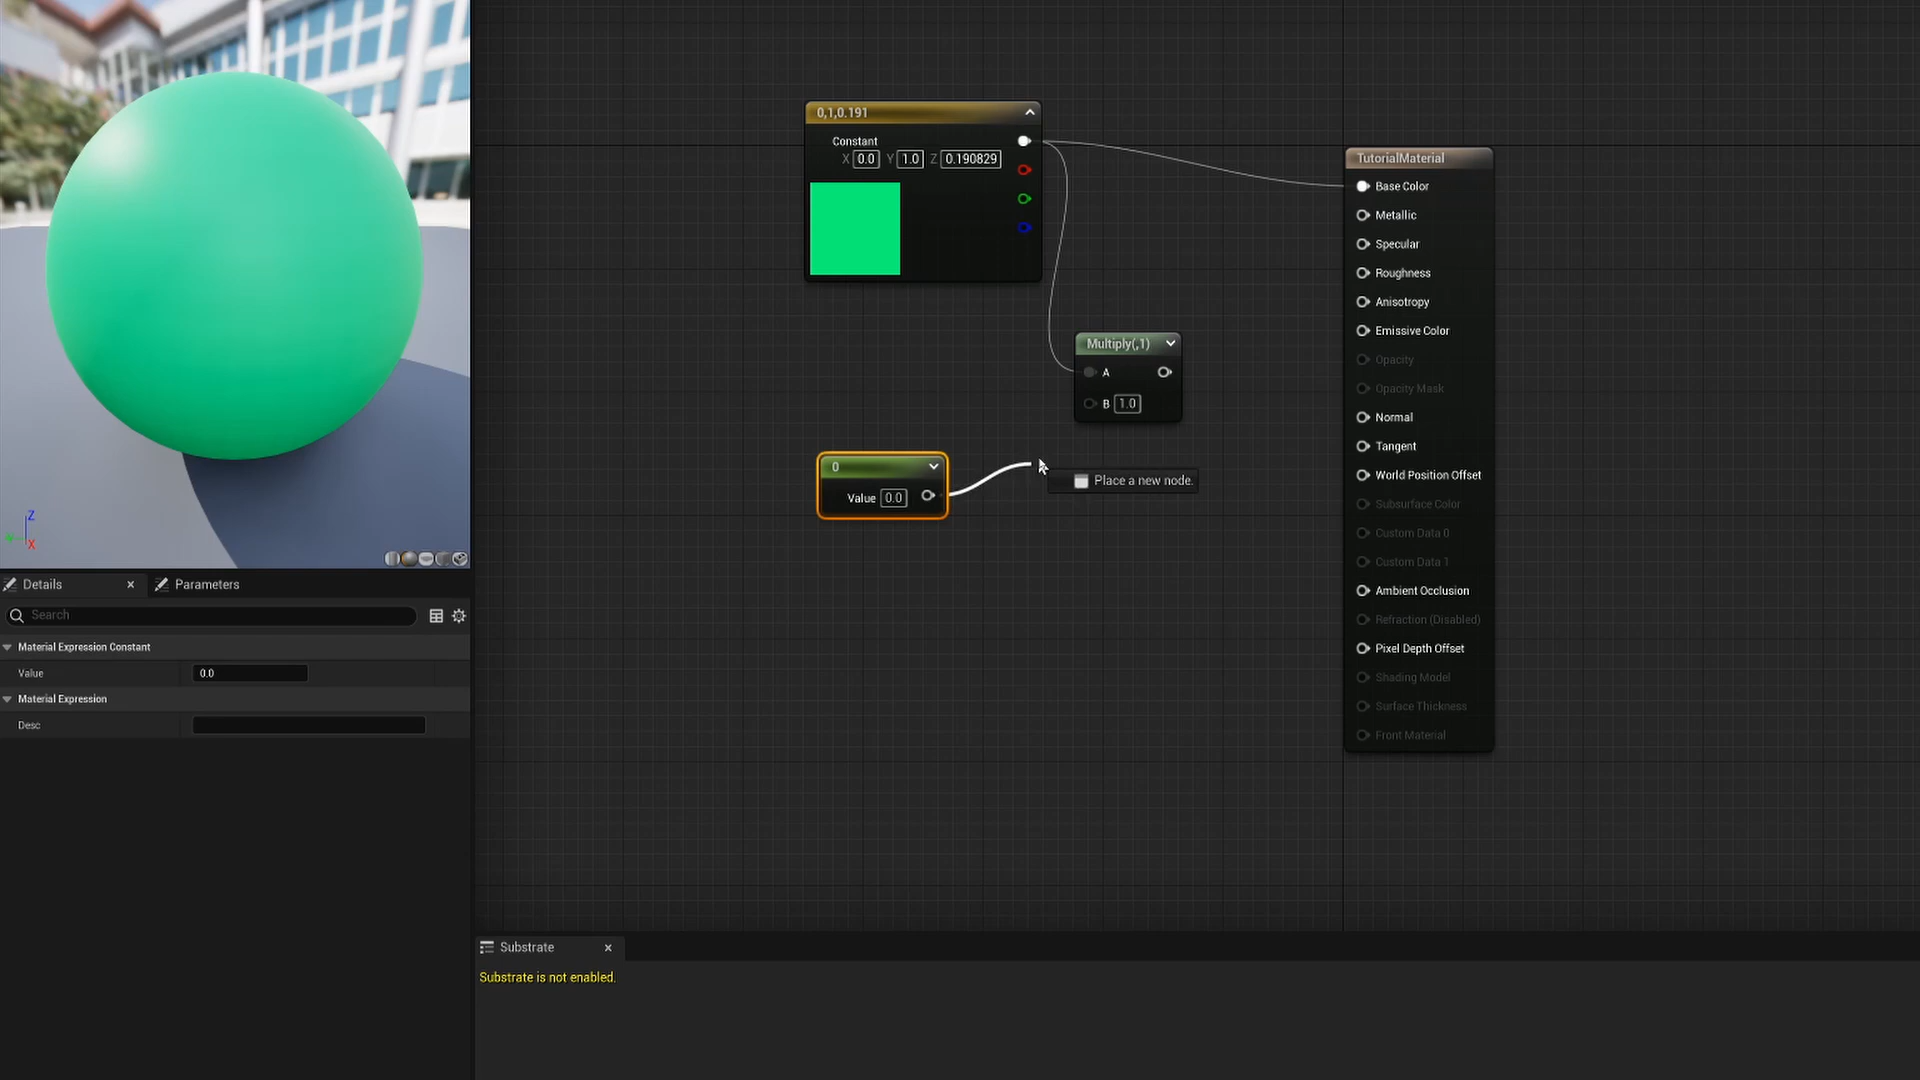 0,1,0.191
Constant
X 0.0 Y 1.0 Z 0.190829
TutorialMaterial
Base Color
Metallic
Specular
Roughness
Anisotropy
Emissive Color
Opacity
Opacity Mask
Normal
Tangent
World Position Offset
Subsurface Color
Custom Data 0
Custom Data 1
Ambient Occlusion
Refraction (Disabled)
Pixel Depth Offset
Shading Model
Surface Thickness
Front Material
Multiply(,1)
A
B 1.0
0
Value 0.0
Place a new node.
Z
Y
X
Details
Parameters
Search
Material Expression Constant
Value 0.0
Material Expression
Desc
Substrate
Substrate is not enabled.